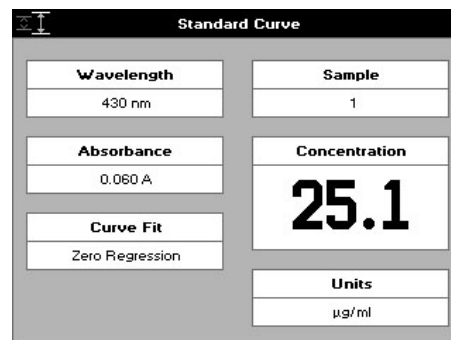 Standard Curve
Wavelength
430 nm
Absorbance
0.060 A
Curve Fit
Zero Regression
Sample
1
Concentration
25.1
Units
µg/ml